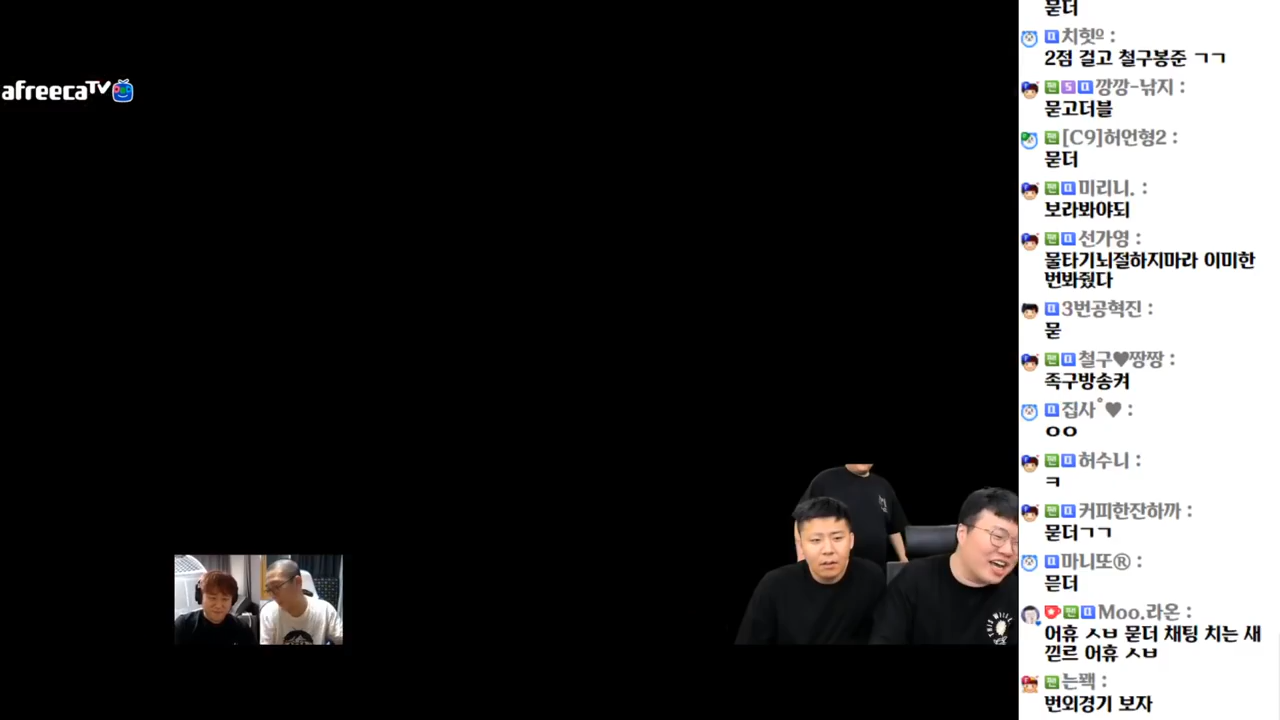 afreecaTV
묻더
치힛º :
2점 걸고 철구봉준 ㄱㄱ
깡깡-낚지 :
묻고더블
[C9]허언형2 :
묻더
미리니. :
보라봐야되
선가영 :
물타기뇌절하지마라 이미한
번봐줬다
3번공혁진 :
묻
철구♥짱짱 :
족구방송켜
집사˚♥ :
ㅇㅇ
허수니 :
ㅋ
커피한잔하까 :
묻더ㄱㄱ
마니또® :
믇더
Moo.라온 :
어휴 ㅅㅂ 묻더 채팅 치는 새
낀르 어휴 ㅅㅂ
는꽥 :
번외경기 보자